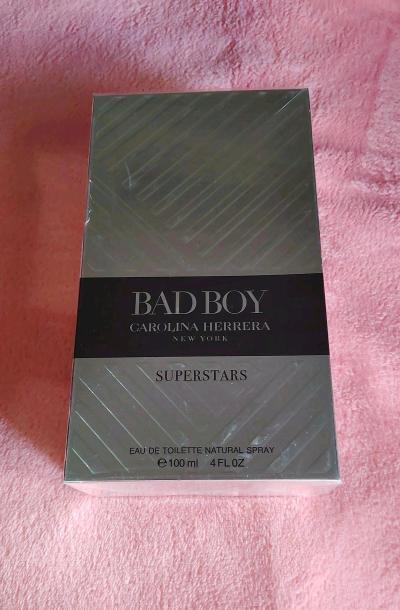 BAD BOY
CAROLINA HERRERA
NEW YORK
SUPERSTARS
EAU DE TOILETTE NATURAL SPRAY
℮ 100 ml 4 FL OZ